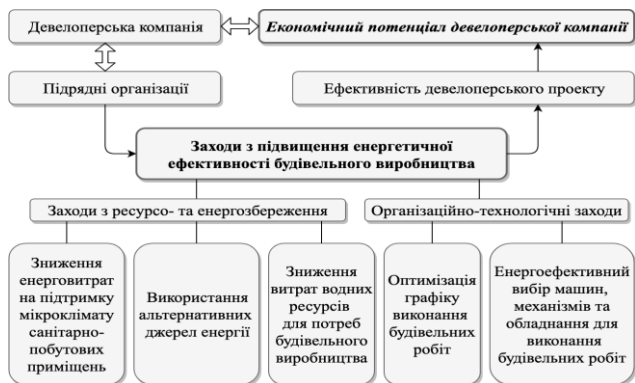 Девелоперська компанія
Економічний потенціал девелоперської компанії
Підрядні організації
Ефективність девелоперського проекту
Заходи з підвищення енергетичної
ефективності будівельного виробництва
Заходи з ресурсо- та енергозбереження
Організаційно-технологічні заходи
Зниження
енерговитрат
на підтримку
мікроклімату
санітарно-
побутових
приміщень
Використання
альтернативних
джерел енергії
Зниження
витрат водних
ресурсів
для потреб
будівельного
виробництва
Оптимізація
графіку
виконання
будівельних
робіт
Енергоефективний
вибір машин,
механізмів та
обладнання для
виконання
будівельних робіт